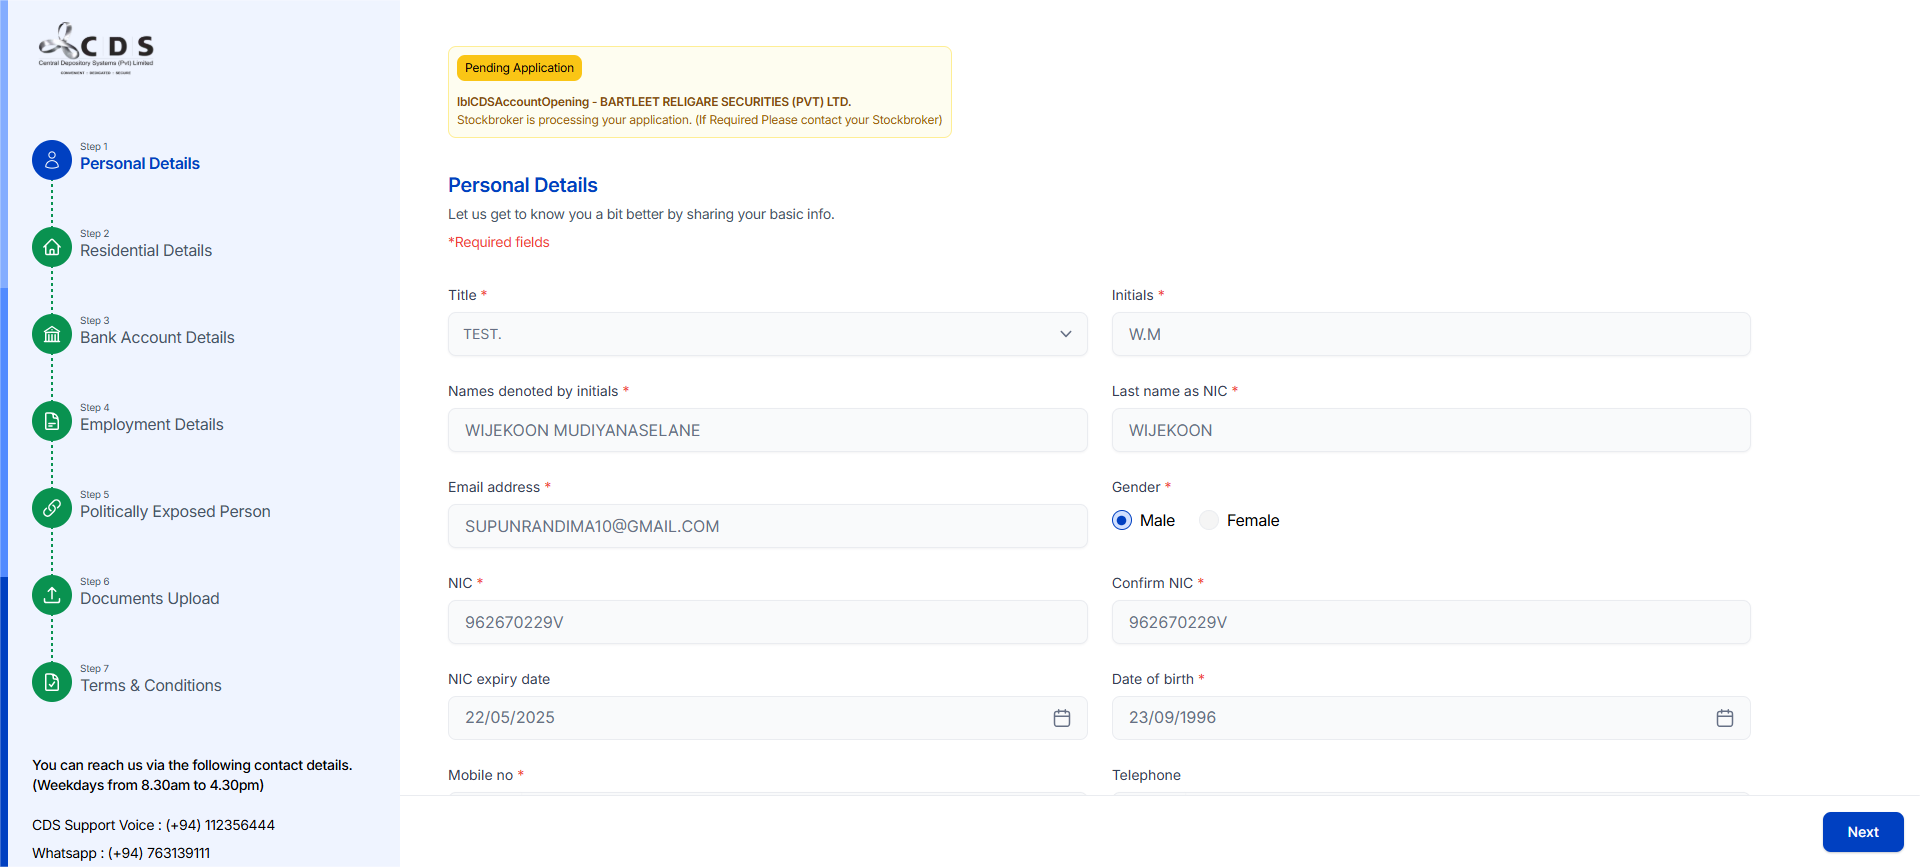 CDS
Central Depository Systems (Pvt) Limited
CONVENIENT - DEDICATED - SECURE
Step 1
Personal Details
Step 2
Residential Details
Step 3
Bank Account Details
Step 4
Employment Details
Step 5
Politically Exposed Person
Step 6
Documents Upload
Step 7
Terms & Conditions
You can reach us via the following contact details.
(Weekdays from 8.30am to 4.30pm)
CDS Support Voice : (+94) 112356444
Whatsapp : (+94) 763139111
Pending Application
lblCDSAccountOpening - BARTLEET RELIGARE SECURITIES (PVT) LTD.
Stockbroker is processing your application. (If Required Please contact your Stockbroker)
Personal Details
Let us get to know you a bit better by sharing your basic info.
*Required fields
Title *
TEST.
Initials *
W.M
Names denoted by initials *
WIJEKOON MUDIYANASELANE
Last name as NIC *
WIJEKOON
Email address *
SUPUNRANDIMA10@GMAIL.COM
Gender *
Male Female
NIC *
962670229V
Confirm NIC *
962670229V
NIC expiry date
22/05/2025
Date of birth *
23/09/1996
Mobile no *
Telephone
Next